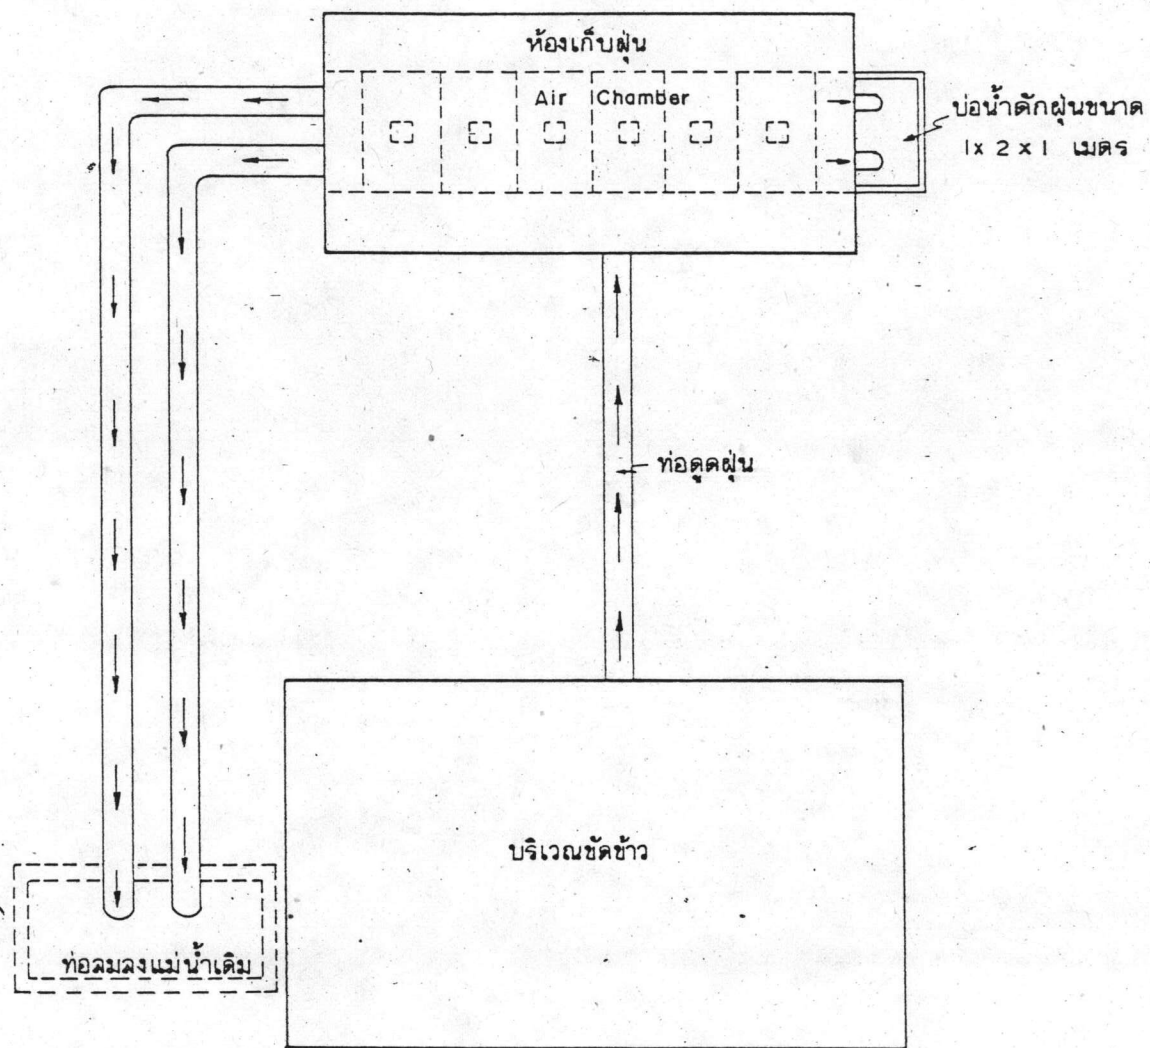 ห้องเก็บฝุ่น
Air Chamber
บ่อน้ำดักฝุ่นขนาด
1x 2 x 1 เมตร
ท่อดูดฝุ่น
บริเวณขัดข้าว
ท่อลมลงแม่น้ำเดิม